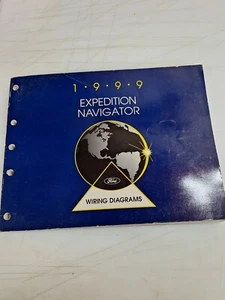 1·9·9·9
EXPEDITION
NAVIGATOR
Ford
WIRING DIAGRAMS